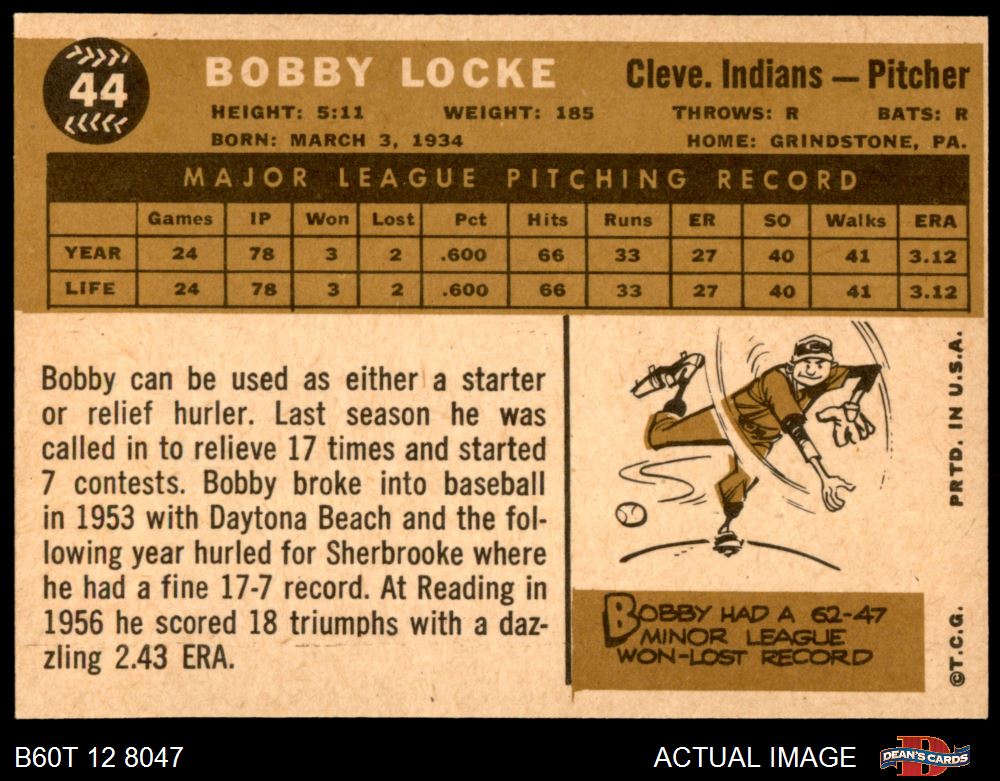 44
BOBBY LOCKE
Cleve. Indians — Pitcher
HEIGHT: 5:11 WEIGHT: 185 THROWS: R BATS: R
BORN: MARCH 3, 1934 HOME: GRINDSTONE, PA.
MAJOR LEAGUE PITCHING RECORD
Games IP Won Lost Pct Hits Runs ER SO Walks ERA
YEAR 24 78 3 2 .600 66 33 27 40 41 3.12
LIFE 24 78 3 2 .600 66 33 27 40 41 3.12
Bobby can be used as either a starter
or relief hurler. Last season he was
called in to relieve 17 times and started
7 contests. Bobby broke into baseball
in 1953 with Daytona Beach and the fol-
lowing year hurled for Sherbrooke where
he had a fine 17-7 record. At Reading in
1956 he scored 18 triumphs with a daz-
zling 2.43 ERA.
BOBBY HAD A 62-47
MINOR LEAGUE
WON-LOST RECORD
©T.C.G. PRTD. IN U.S.A.
B60T 12 8047
ACTUAL IMAGE
DEAN'S CARDS